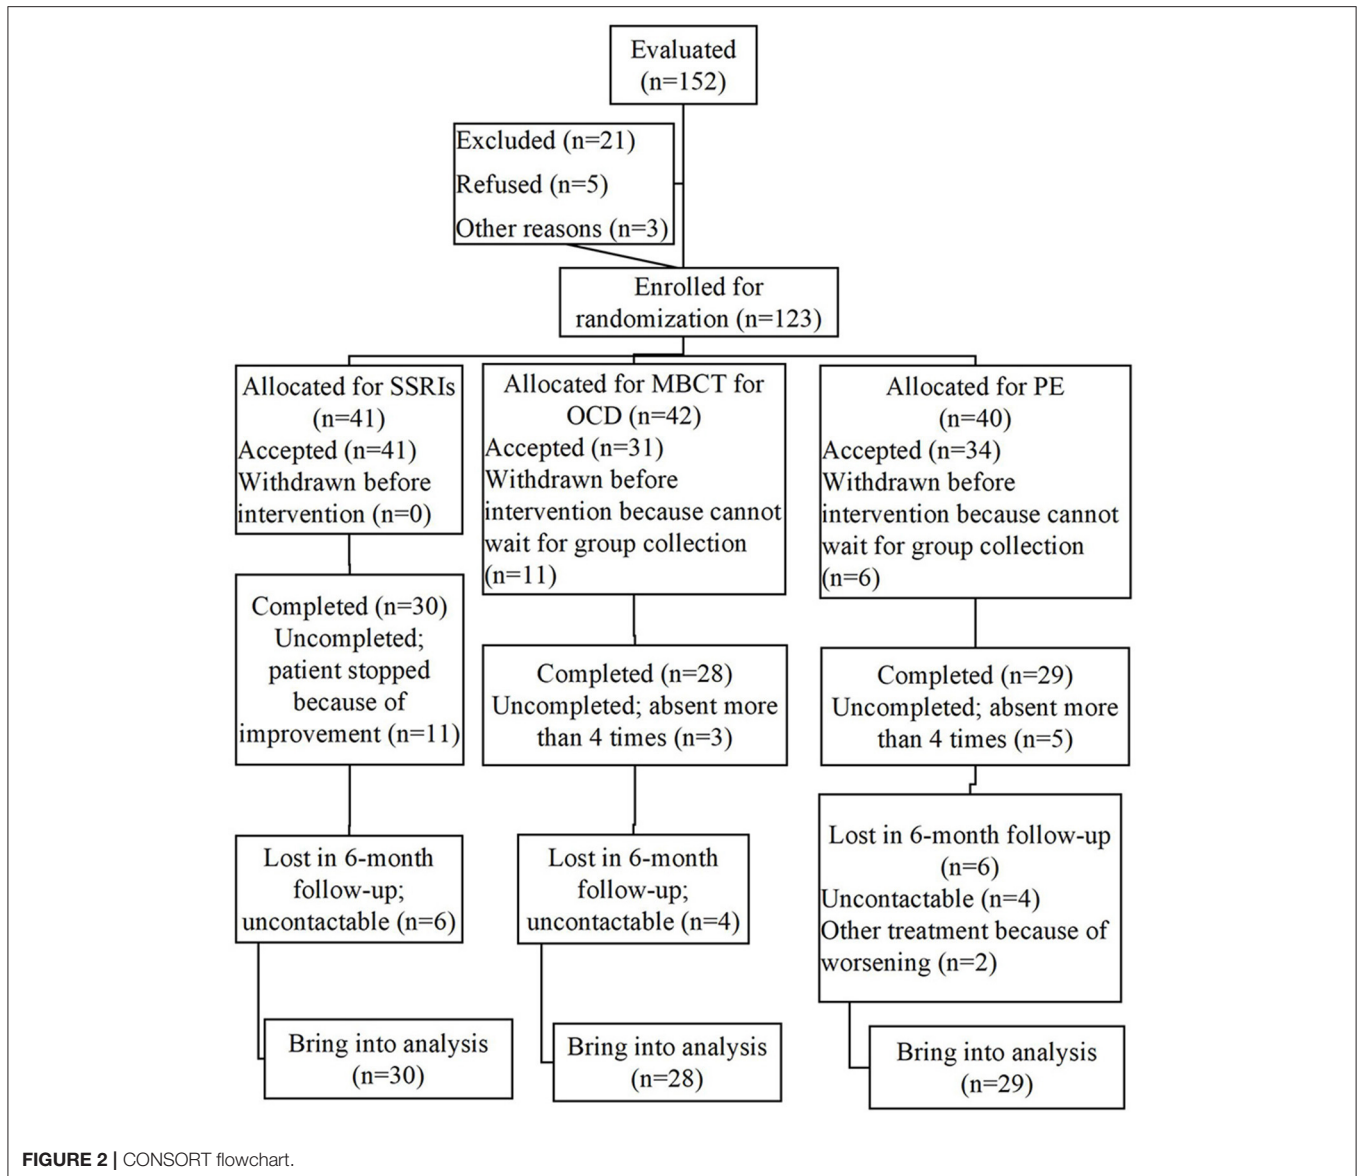 Evaluated
(n=152)
Excluded (n=21)
Refused (n=5)
Other reasons (n=3)
Enrolled for
randomization (n=123)
Allocated for SSRIs
(n=41)
Accepted (n=41)
Withdrawn before
intervention (n=0)
Allocated for MBCT for
OCD (n=42)
Accepted (n=31)
Withdrawn before
intervention because cannot
wait for group collection
(n=11)
Allocated for PE
(n=40)
Accepted (n=34)
Withdrawn before
intervention because cannot
wait for group collection
(n=6)
Completed (n=30)
Uncompleted;
patient stopped
because of
improvement (n=11)
Completed (n=28)
Uncompleted; absent more
than 4 times (n=3)
Completed (n=29)
Uncompleted; absent more
than 4 times (n=5)
Lost in 6-month
follow-up;
uncontactable (n=6)
Lost in 6-month
follow-up;
uncontactable (n=4)
Lost in 6-month follow-up
(n=6)
Uncontactable (n=4)
Other treatment because of
worsening (n=2)
Bring into analysis
(n=30)
Bring into analysis
(n=28)
Bring into analysis
(n=29)
FIGURE 2 | CONSORT flowchart.